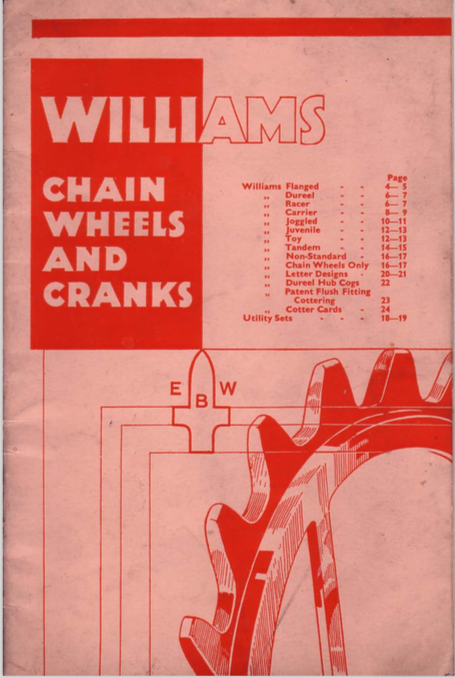 WILLIAMS
CHAIN
WHEELS
AND
CRANKS
Page
Williams Flanged - - 4—5
„ Dureel - - 6—7
„ Racer - - 6—7
„ Carrier - - 8—9
„ Joggled - - 10—11
„ Juvenile - - 12—13
„ Toy - - 12—13
„ Tandem - - 14—15
„ Non-Standard - 16—17
„ Chain Wheels Only 16—17
„ Letter Designs - 20—21
„ Dureel Hub Cogs 22
„ Patent Flush Fitting
Cottering 23
„ Cotter Cards - 24
Utility Sets - - - 18—19
E B W